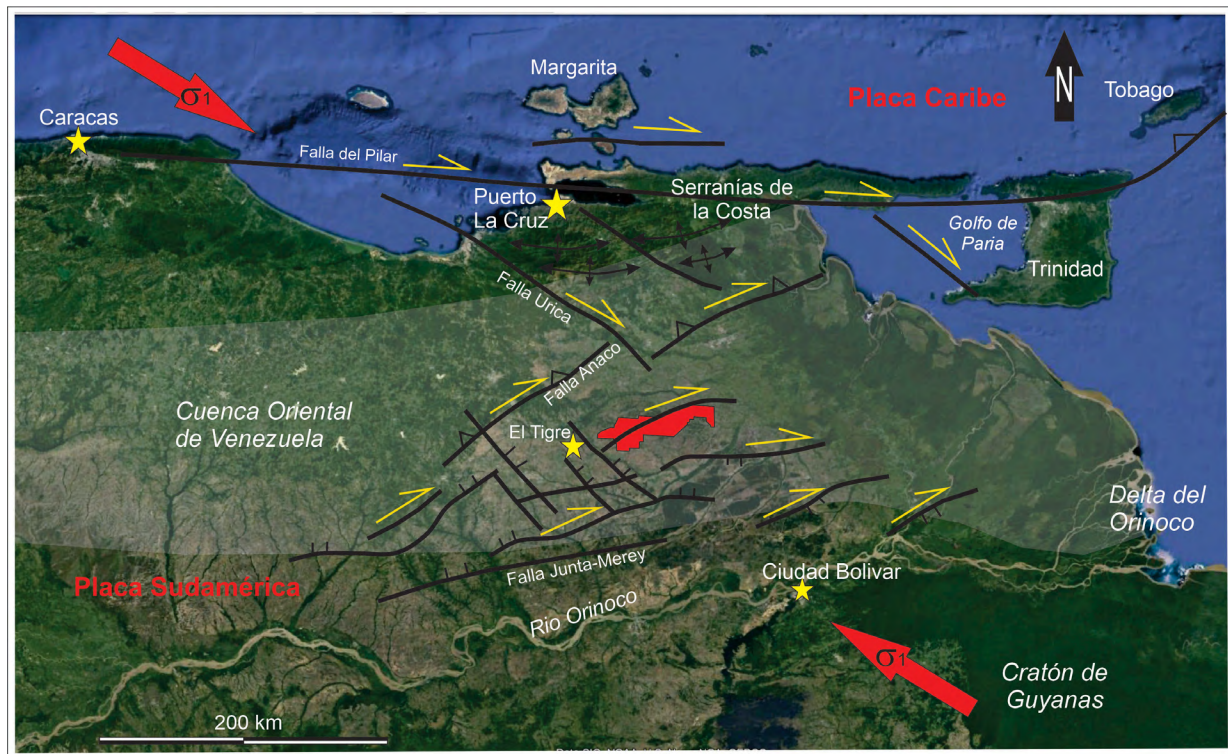 N
Margarita
Tobago
σ1
Placa Caribe
Caracas
Falla del Pilar
Puerto
La Cruz
Serranías de
la Costa
Golfo de
Paria
Trinidad
Falla Urica
Falla Anaco
Cuenca Oriental
de Venezuela
El Tigre
Delta del
Orinoco
Falla Junta-Merey
Placa Sudamérica
Ciudad Bolivar
Rio Orinoco
σ1
Cratón de
Guyanas
200 km